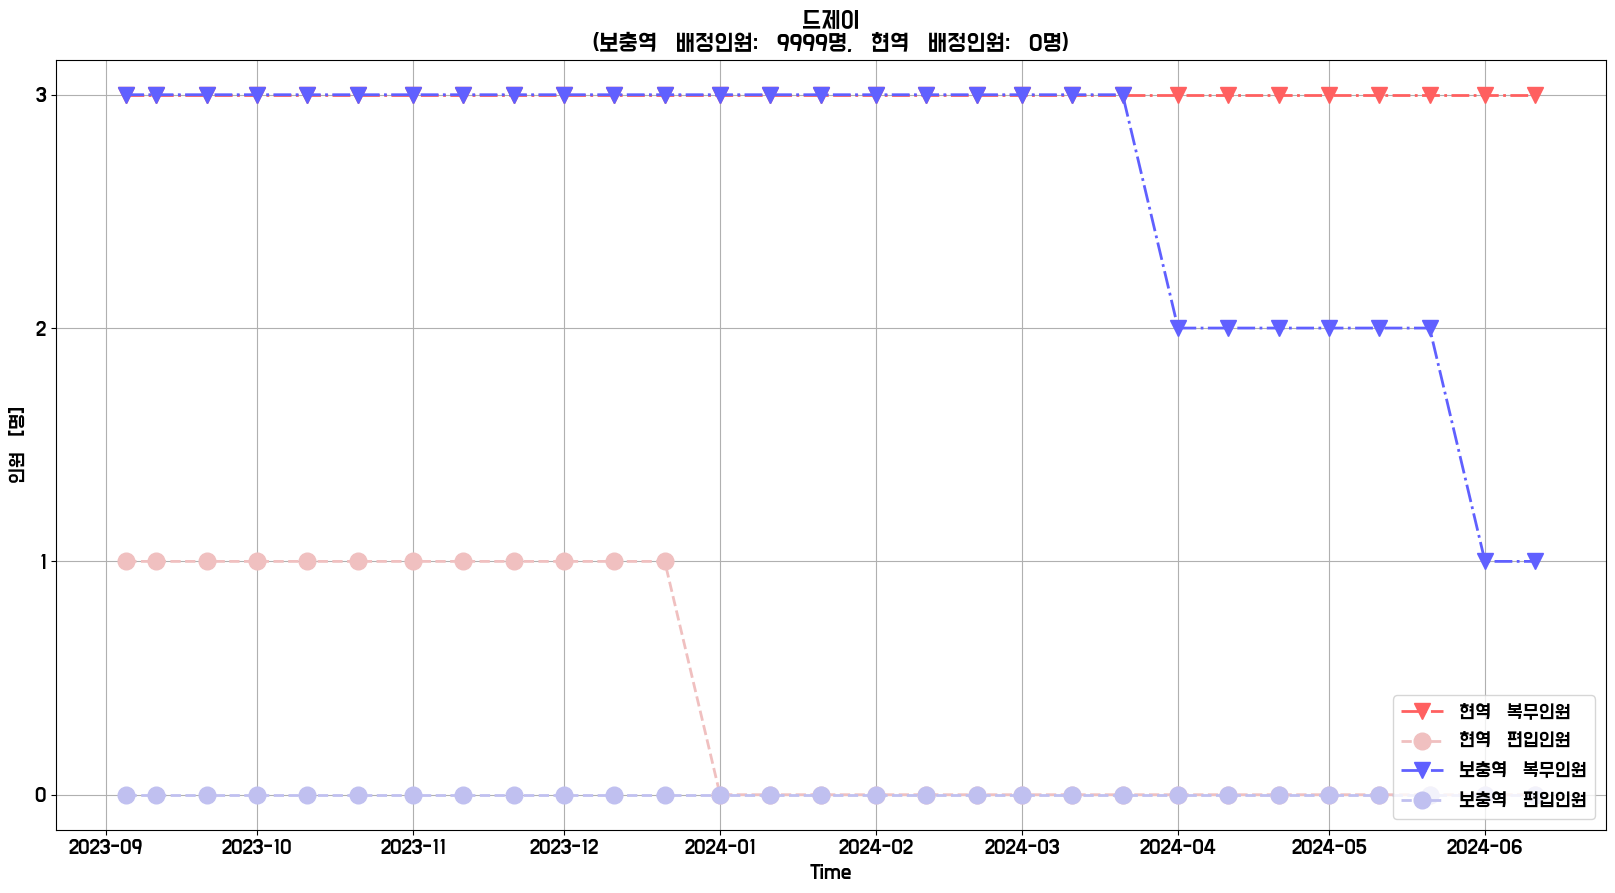 드제이
(보충역 배정인원: 9999명, 현역 배정인원: 0명)
인원 [명]
3
2
1
0
현역 복무인원
현역 편입인원
보충역 복무인원
보충역 편입인원
2023-09 2023-10 2023-11 2023-12 2024-01 2024-02 2024-03 2024-04 2024-05 2024-06
Time